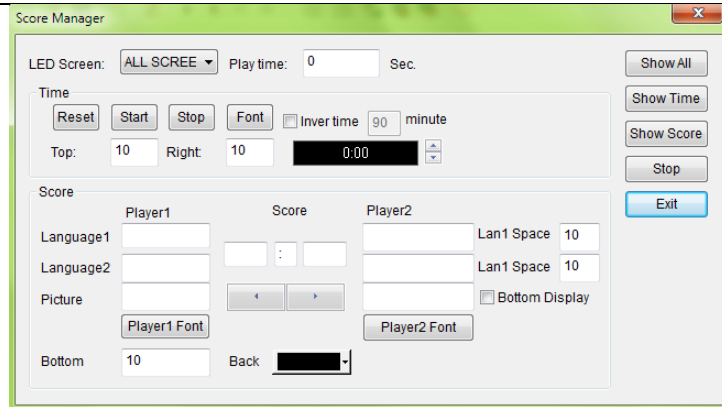 Score Manager
LED Screen: ALL SCREE Play time: 0 Sec. Show All
Time
Show Time
Reset Start Stop Font Inver time 90 minute
Show Score
Top: 10 Right: 10 0:00
Stop
Score
Exit
Player1 Score Player2
Language1 : Lan1 Space 10
Language2 Lan1 Space 10
Picture Bottom Display
Player1 Font Player2 Font
Bottom 10 Back